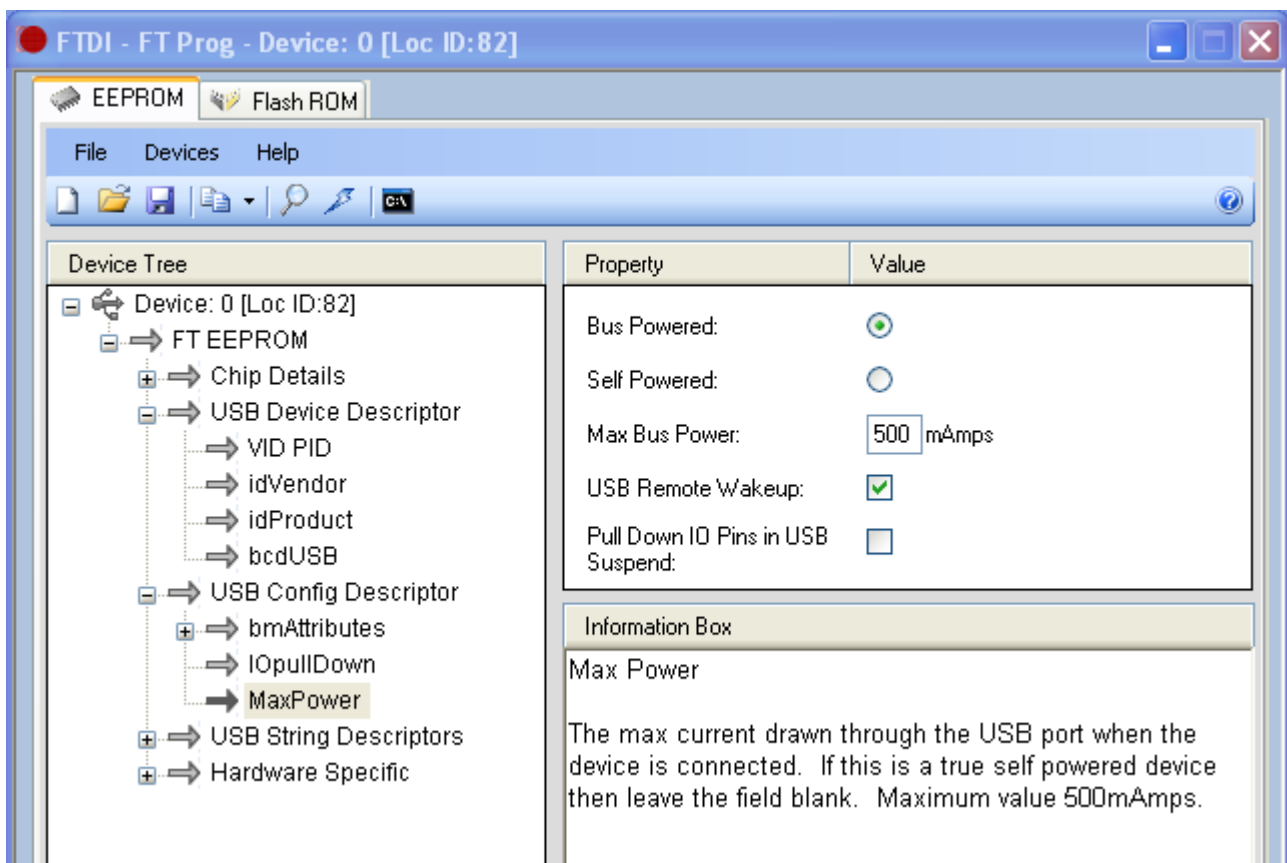 FTDI - FT Prog - Device: 0 [Loc ID:82]
EEPROM
Flash ROM
File Devices Help
C:\
Device Tree
Device: 0 [Loc ID:82]
FT EEPROM
Chip Details
USB Device Descriptor
VID PID
idVendor
idProduct
bcdUSB
USB Config Descriptor
bmAttributes
IOpullDown
MaxPower
USB String Descriptors
Hardware Specific
Property Value
Bus Powered:
Self Powered:
Max Bus Power: 500 mAmps
USB Remote Wakeup:
Pull Down IO Pins in USB
Suspend:
Information Box
Max Power
The max current drawn through the USB port when the
device is connected.  If this is a true self powered device
then leave the field blank.  Maximum value 500mAmps.